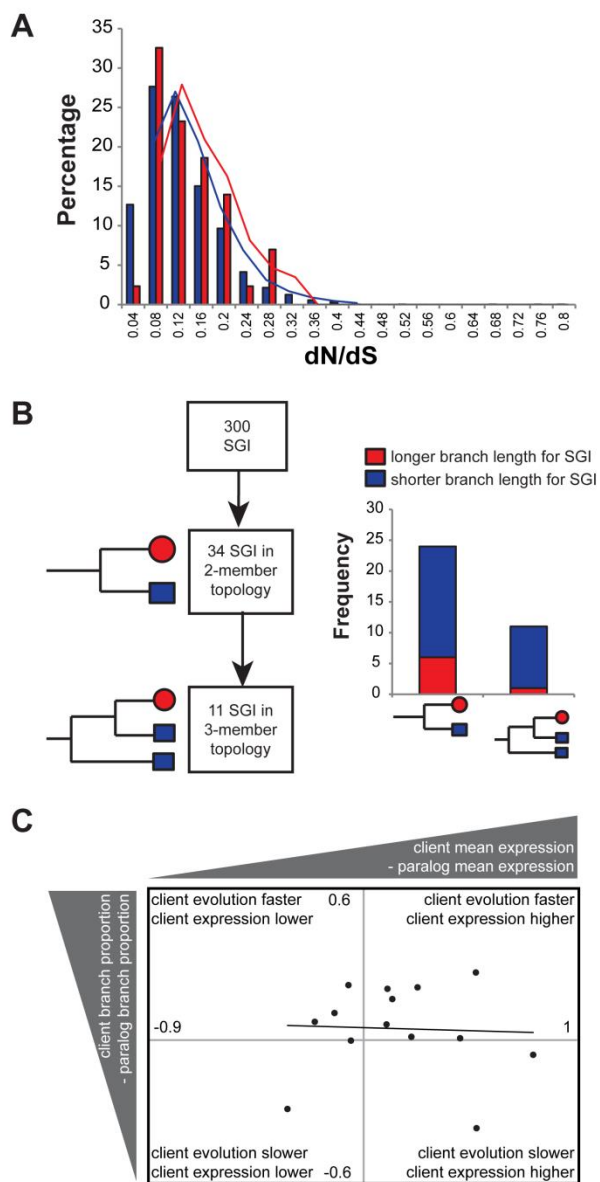 A
Percentage
35
30
25
20
15
10
5
0
0.04
0.08
0.12
0.16
0.2
0.24
0.28
0.32
0.36
0.4
0.44
0.48
0.52
0.56
0.6
0.64
0.68
0.72
0.76
0.8
dN/dS
B
300
SGI
34 SGI in
2-member
topology
11 SGI in
3-member
topology
longer branch length for SGI
shorter branch length for SGI
Frequency
30
25
20
15
10
5
0
C
client mean expression
- paralog mean expression
client branch proportion
- paralog branch proportion
client evolution faster
client expression lower
0.6
client evolution faster
client expression higher
-0.9
1
client evolution slower
client expression lower
-0.6
client evolution slower
client expression higher